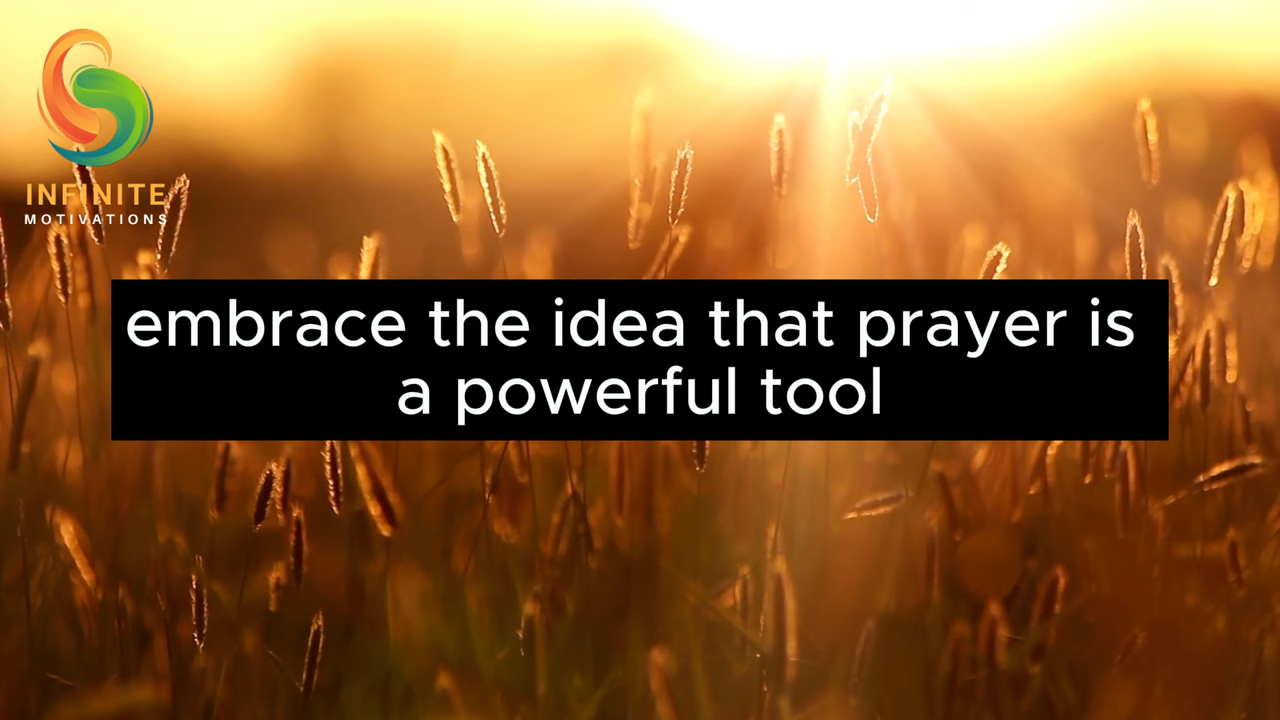 INFINITE
MOTIVATIONS
embrace the idea that prayer is
a powerful tool